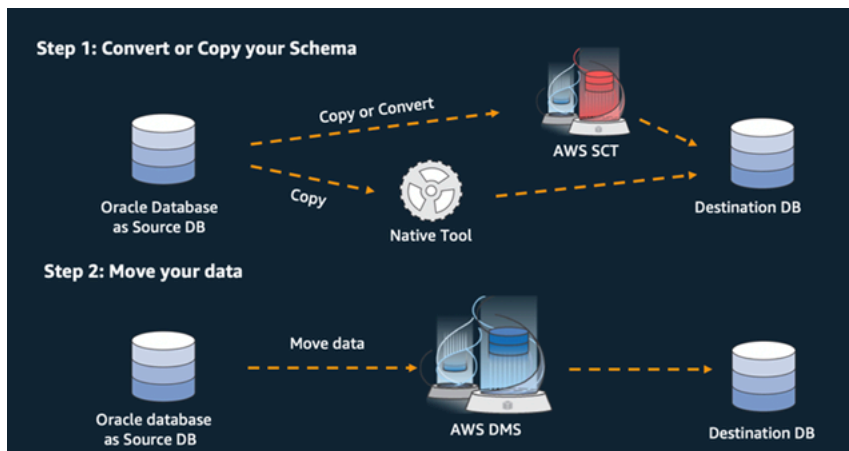 Step 1: Convert or Copy your Schema
Copy or Convert
AWS SCT
Oracle Database
as Source DB
Copy
Native Tool
Destination DB
Step 2: Move your data
Move data
Oracle database
as Source DB
AWS DMS
Destination DB